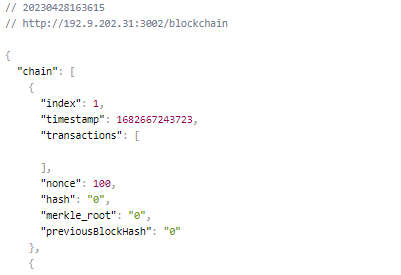 // 20230428163615
// http://192.9.202.31:3002/blockchain
{
"chain": [
{
"index": 1,
"timestamp": 1682667243723,
"transactions": [
],
"nonce": 100,
"hash": "0",
"merkle_root": "0",
"previousBlockHash": "0"
},
{